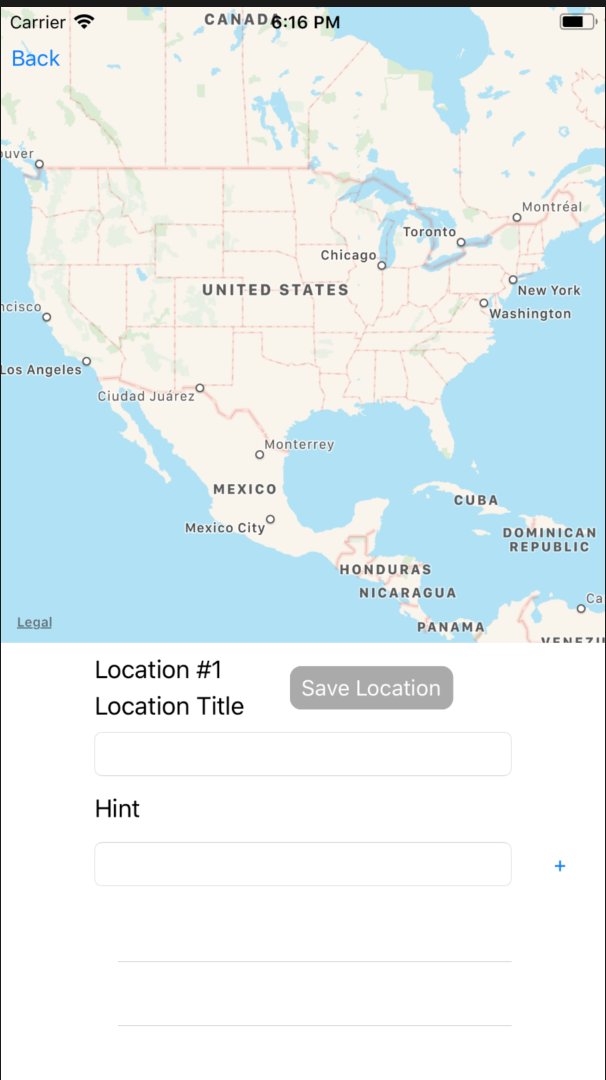 Carrier 6:16 PM
CANADA
Back
ouver
Montréal
Toronto
Chicago
UNITED STATES
New York
ncisco
Washington
Los Angeles
Ciudad Juárez
Monterrey
MEXICO
CUBA
Mexico City
DOMINICAN
REPUBLIC
HONDURAS
NICARAGUA
Ca
Legal
PANAMA
VENEZU
Location #1
Save Location
Location Title
Hint
+